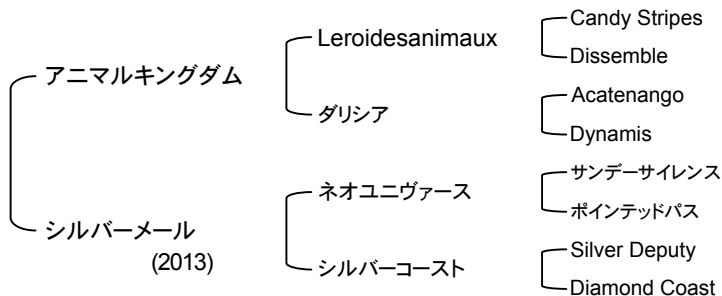 Candy Stripes
Leroidesanimaux
Dissemble
アニマルキングダム
Acatenango
ダリシア
Dynamis
サンデーサイレンス
ネオユニヴァース
ポインテッドパス
シルバーメール
(2013)
Silver Deputy
シルバーコースト
Diamond Coast